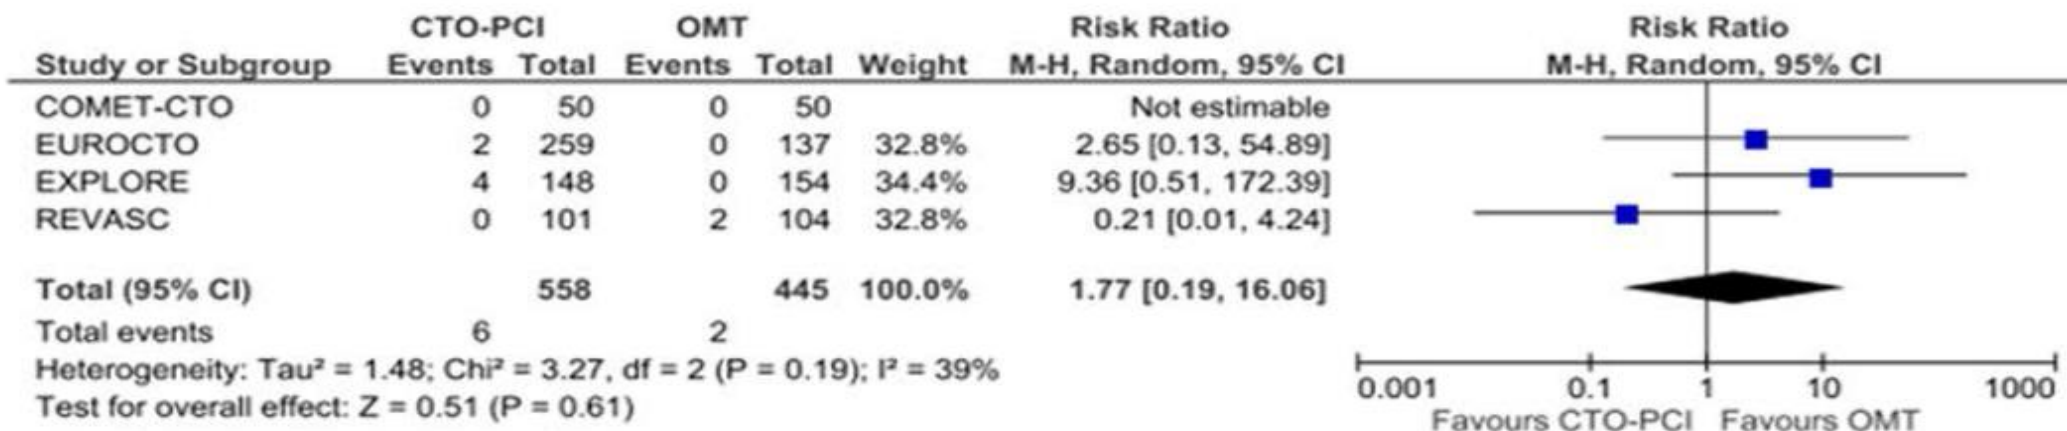 CTO-PCI OMT Risk Ratio Risk Ratio
Study or Subgroup Events Total Events Total Weight M-H, Random, 95% CI M-H, Random, 95% CI
COMET-CTO 0 50 0 50 Not estimable
EUROCTO 2 259 0 137 32.8% 2.65 [0.13, 54.89]
EXPLORE 4 148 0 154 34.4% 9.36 [0.51, 172.39]
REVASC 0 101 2 104 32.8% 0.21 [0.01, 4.24]
Total (95% CI) 558 445 100.0% 1.77 [0.19, 16.06]
Total events 6 2
Heterogeneity: Tau² = 1.48; Chi² = 3.27, df = 2 (P = 0.19); I² = 39%
Test for overall effect: Z = 0.51 (P = 0.61)
0.001 0.1 1 10 1000
Favours CTO-PCI Favours OMT